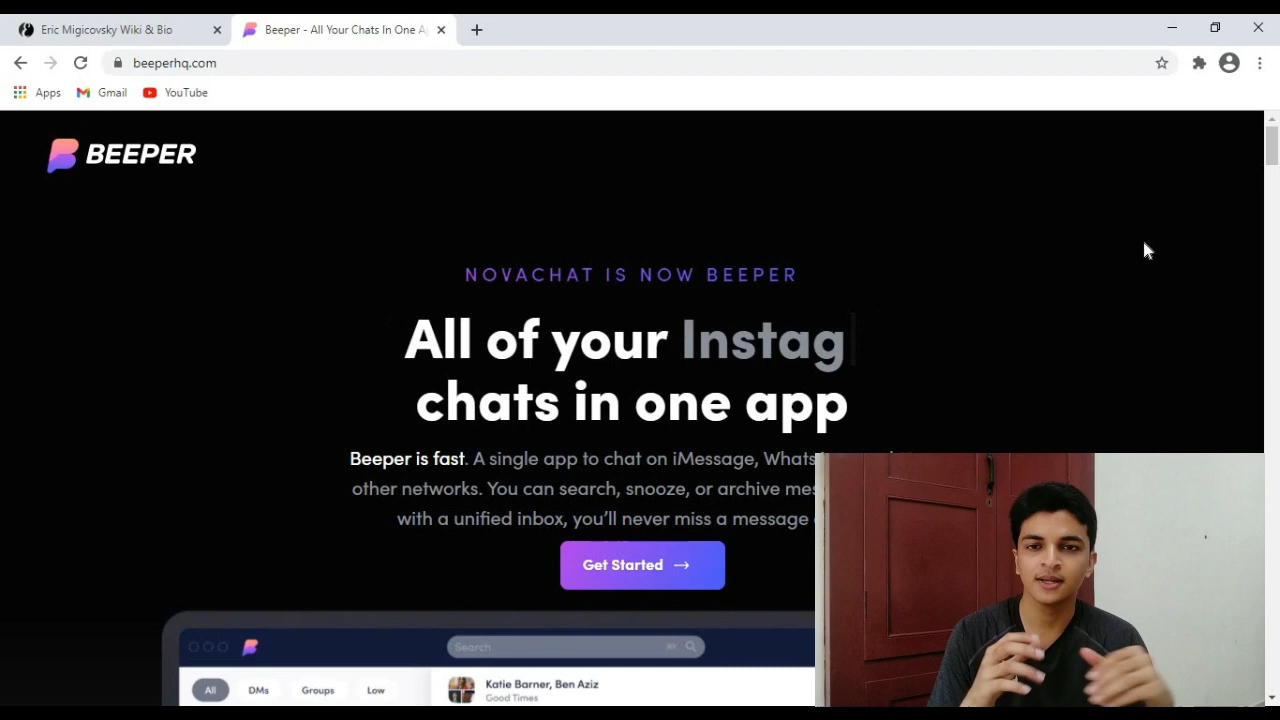 Eric Migicovsky Wiki & Bio
Beeper - All Your Chats In One A
beeperhq.com
Apps
Gmail
YouTube
BEEPER
NOVACHAT IS NOW BEEPER
All of your Instag
chats in one app
Beeper is fast. A single app to chat on iMessage, Whats
other networks. You can search, snooze, or archive mes
with a unified inbox, you'll never miss a message
Get Started →
Search
All
DMs
Groups
Low
Katie Barner, Ben Aziz
Good Times